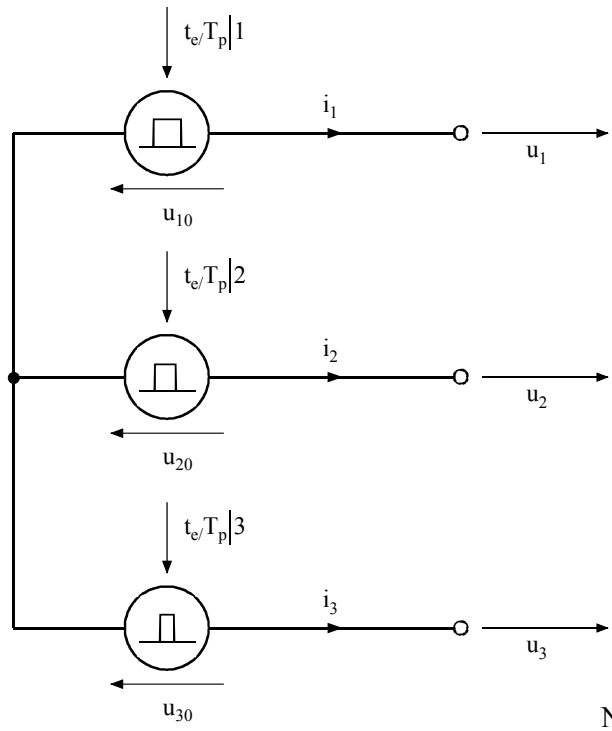 t_e/T_p|1
i_1
u_1
u_10
t_e/T_p|2
i_2
u_2
u_20
t_e/T_p|3
i_3
u_3
u_30
N